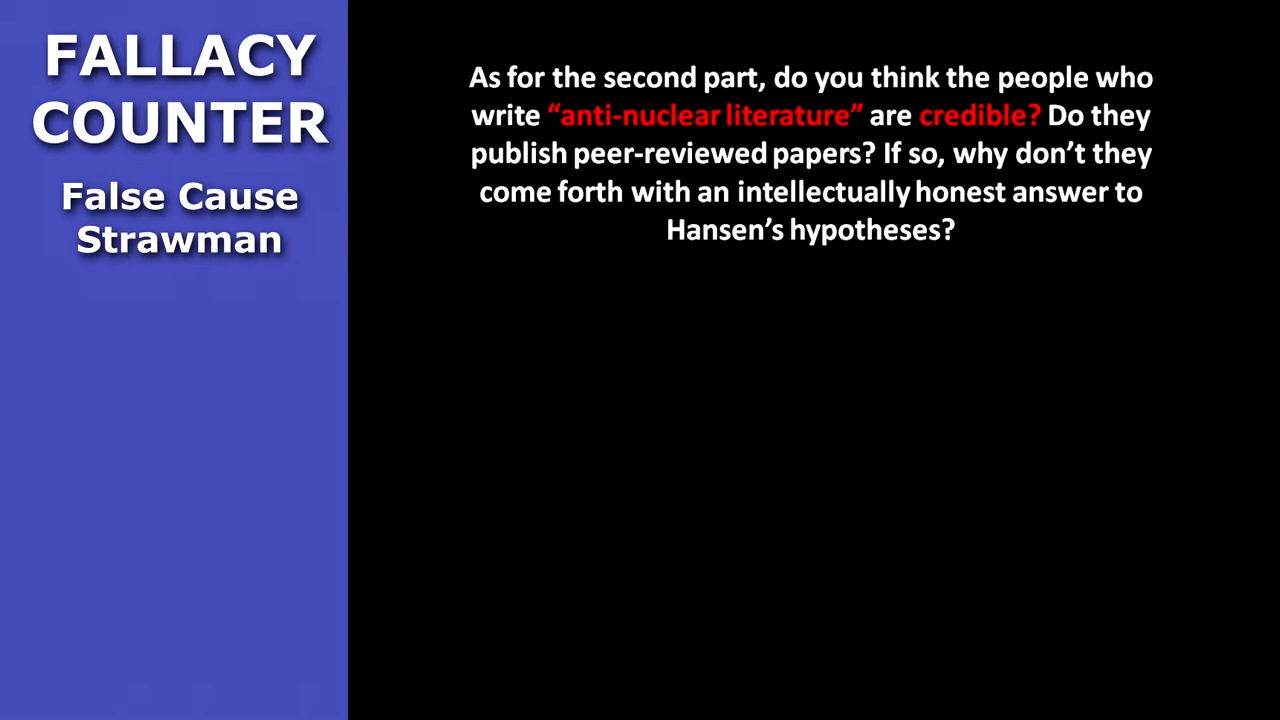 FALLACY
COUNTER
False Cause
Strawman
As for the second part, do you think the people who
write “anti-nuclear literature” are credible? Do they
publish peer-reviewed papers? If so, why don’t they
come forth with an intellectually honest answer to
Hansen’s hypotheses?